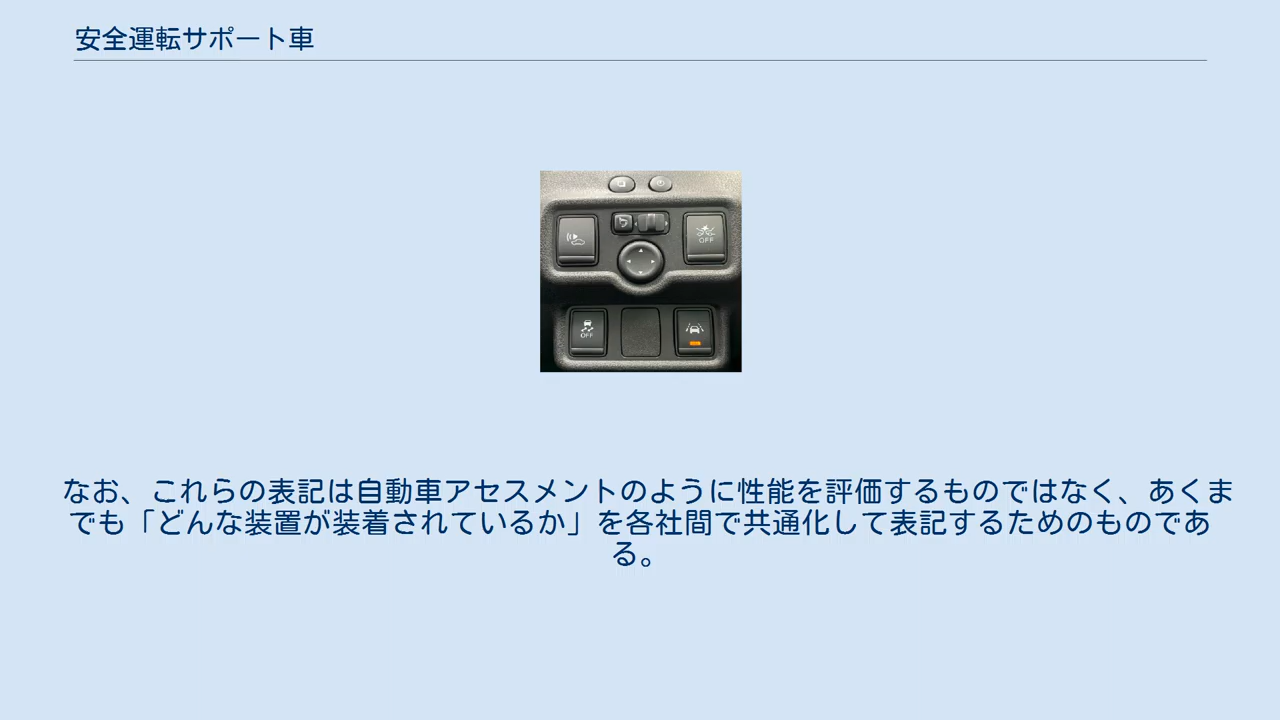 安全運転サポート車
OFF
OFF
なお、これらの表記は自動車アセスメントのように性能を評価するものではなく、あくま
でも「どんな装置が装着されているか」を各社間で共通化して表記するためのものであ
る。